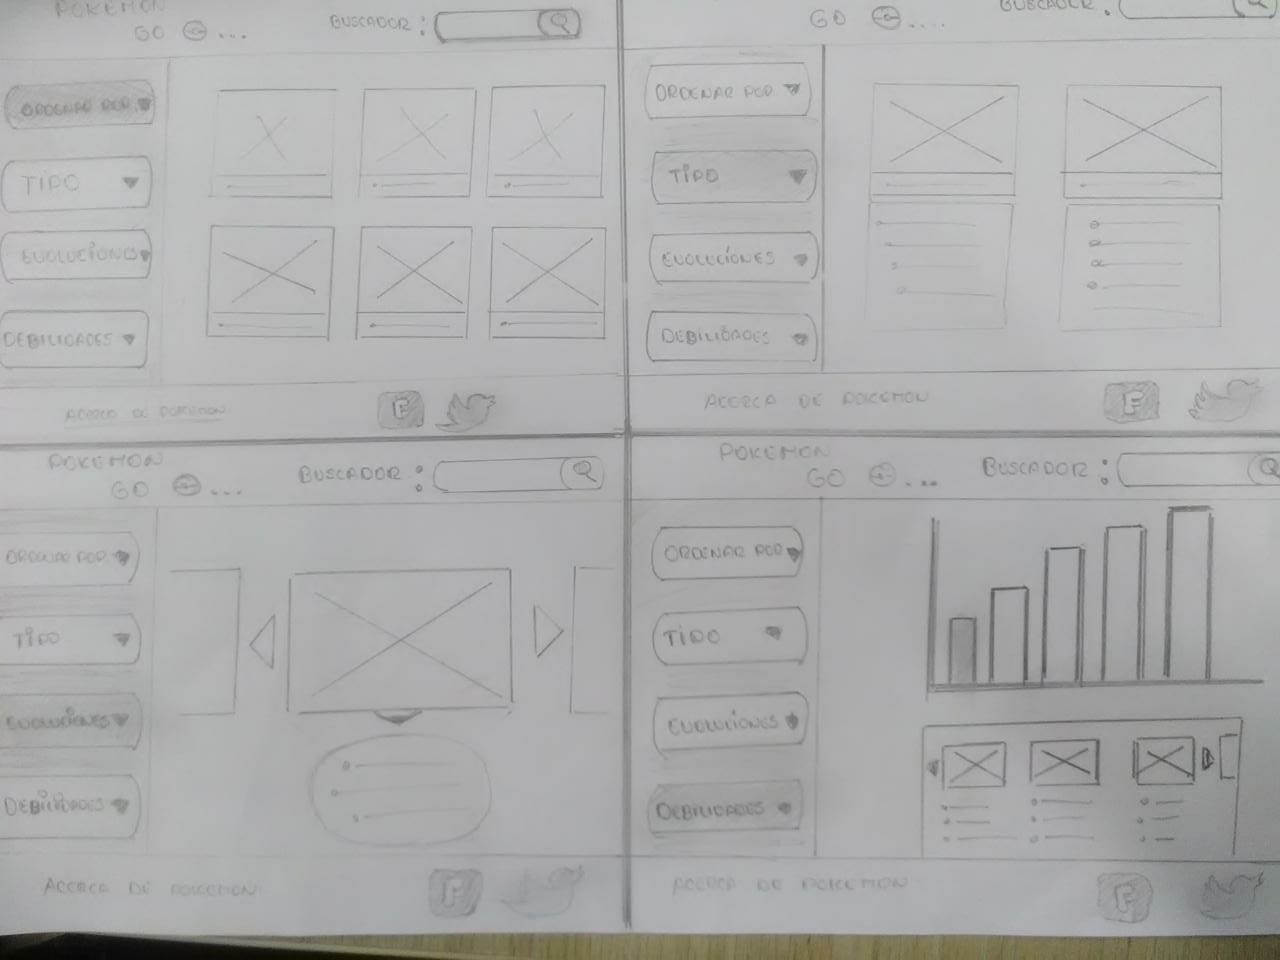 POKEMON
GO ...
BUSCADOR :
ORDENAR POR
TIPO
EVOLUCIONES
DEBILIDADES
ACERCA DE POKEMON
F
GO ....
BUSCADOR :
ORDENAR POR
TIPO
EVOLUCIONES
DEBILIDADES
ACERCA DE POKEMON
F
POKEMON
GO ...
BUSCADOR :
ORDENAR POR
TIPO
EVOLUCIONES
DEBILIDADES
ACERCA DE POKEMON
F
POKEMON
GO ...
BUSCADOR :
ORDENAR POR
TIPO
EVOLUCIONES
DEBILIDADES
ACERCA DE POKEMON
F